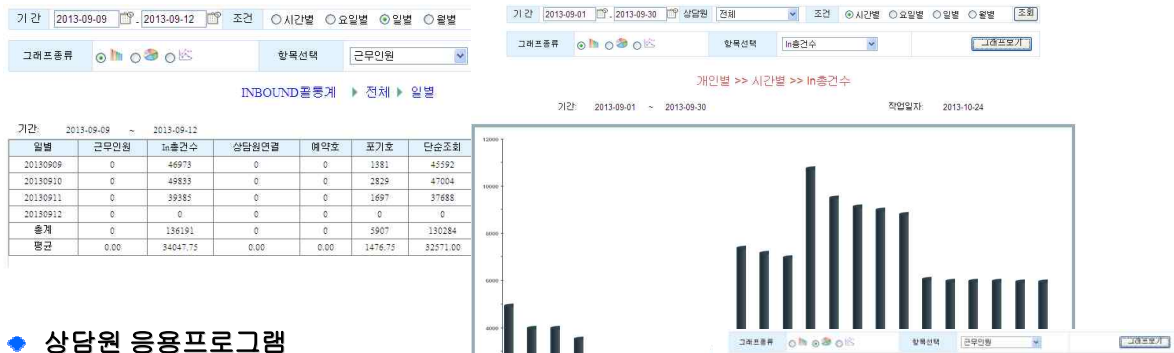 기 간 2013-09-09 - 2013-09-12 조건 시간별 요일별 일별 월별
그래프종류 항목선택 근무인원
INBOUND콜통계 ▶ 전체 ▶ 일별
기간: 2013-09-09 ~ 2013-09-12
일별 근무인원 In총건수 상담원연결 예약호 포기호 단순조회
20130909 0 46973 0 0 1381 45592
20130910 0 49833 0 0 2829 47004
20130911 0 39385 0 0 1697 37688
20130912 0 0 0 0 0 0
총계 0 136191 0 0 5907 130284
평균 0.00 34047.75 0.00 0.00 1476.75 32571.00
상담원 응용프로그램
기 간 2013-09-01 - 2013-09-30 상담원 전체 조건 시간별 요일별 일별 월별 조회
그래프종류 항목선택 In총건수 그래프보기
개인별 >> 시간별 >> In총건수
기간: 2013-09-01 ~ 2013-09-30 작업일자: 2013-10-24
12000
10000
8000
6000
4000
그래프종류 항목선택 근무인원 그래프보기